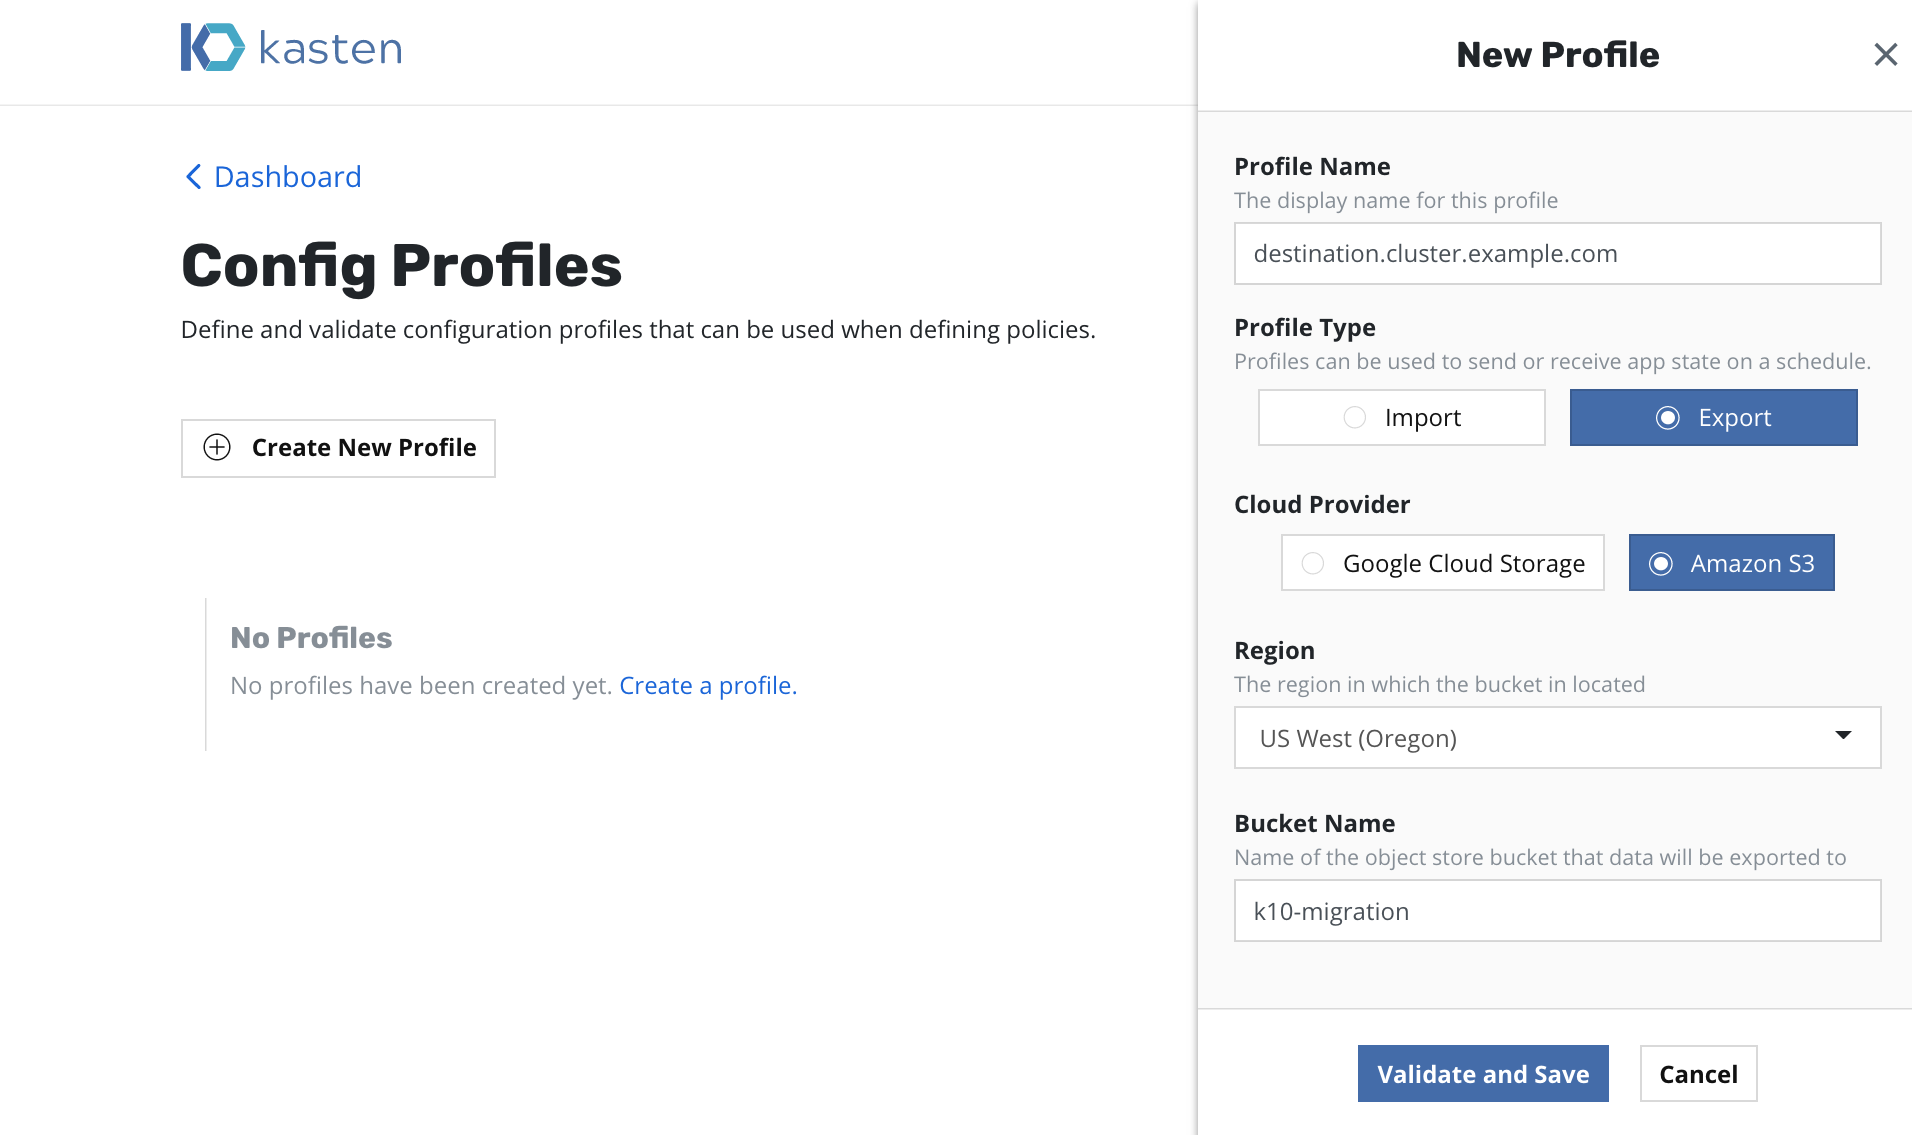 kasten
Dashboard
Config Profiles
Define and validate configuration profiles that can be used when defining policies.
Create New Profile
No Profiles
No profiles have been created yet. Create a profile.
New Profile
Profile Name
The display name for this profile
destination.cluster.example.com
Profile Type
Profiles can be used to send or receive app state on a schedule.
Import Export
Cloud Provider
Google Cloud Storage Amazon S3
Region
The region in which the bucket in located
US West (Oregon)
Bucket Name
Name of the object store bucket that data will be exported to
k10-migration
Validate and Save Cancel